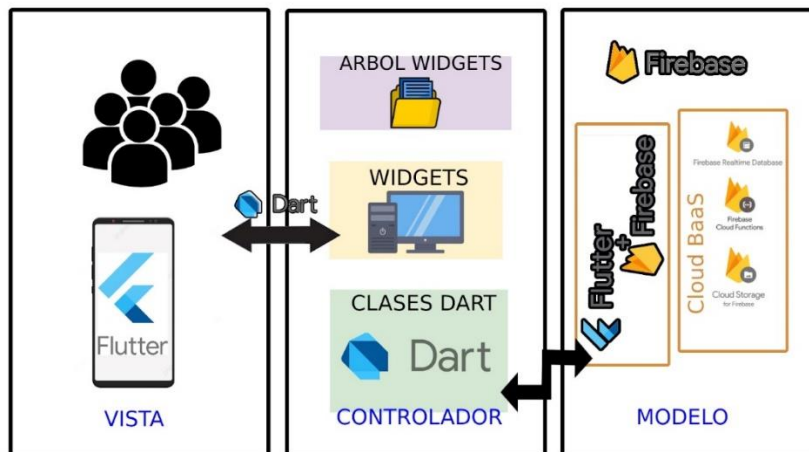 Flutter
VISTA
Dart
ARBOL WIDGETS
WIDGETS
CLASES DART
Dart
CONTROLADOR
Firebase
Flutter
+
Firebase
Cloud BaaS
Firebase Realtime Database
Firebase
Cloud Functions
Cloud Storage
for Firebase
MODELO